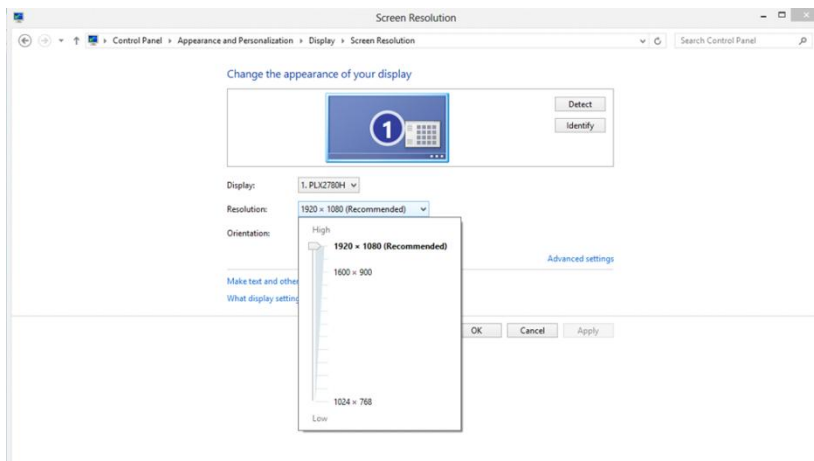 Screen Resolution
Control Panel
Appearance and Personalization
Display
Screen Resolution
Search Control Panel
Change the appearance of your display
1
Detect
Identify
Display:
1. PLX2780H
Resolution:
1920 × 1080 (Recommended)
Orientation:
High
1920 × 1080 (Recommended)
1600 × 900
1024 × 768
Low
Advanced settings
Make text and other
What display setting
OK
Cancel
Apply